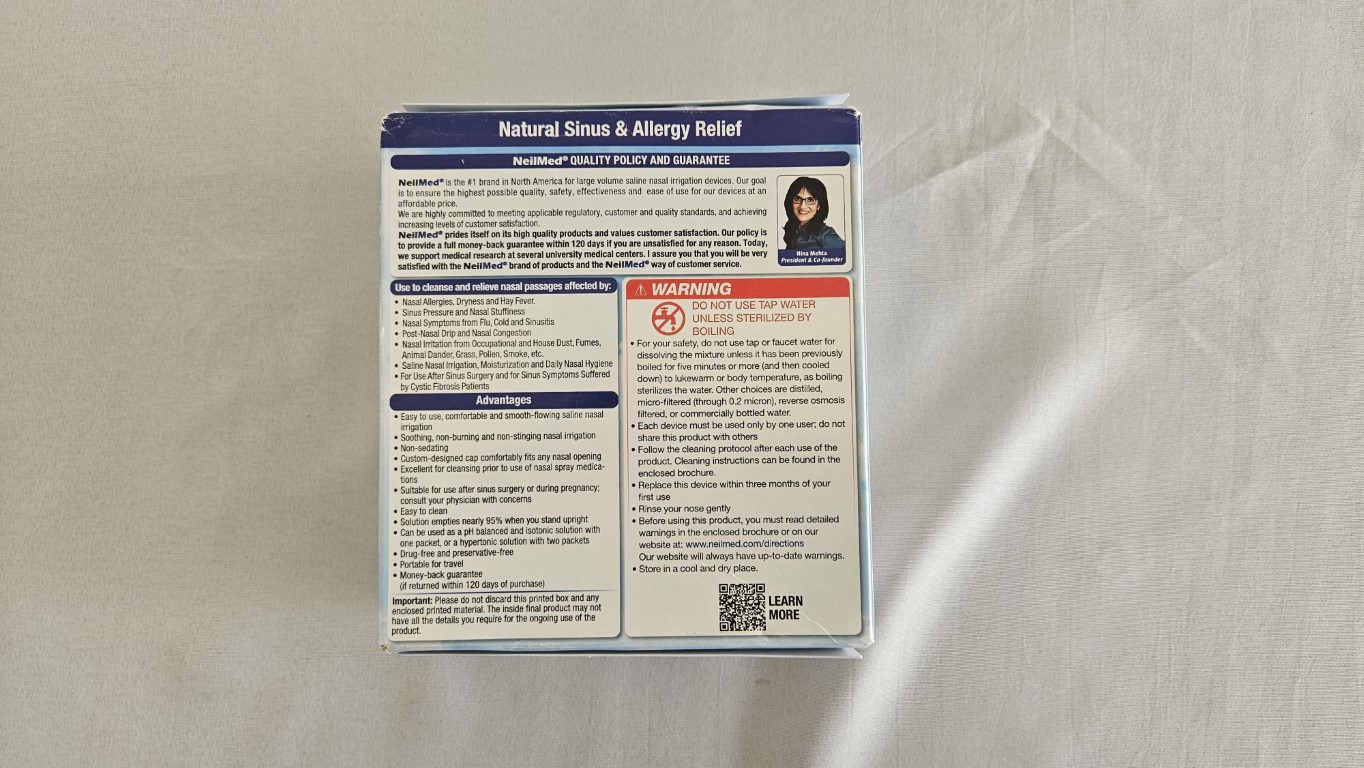 Natural Sinus & Allergy Relief
NeilMed® QUALITY POLICY AND GUARANTEE
NeilMed® is the #1 brand in North America for large volume saline nasal irrigation devices. Our goal
is to ensure the highest possible quality, safety, effectiveness and ease of use for our devices at an
affordable price.
We are highly committed to meeting applicable regulatory, customer and quality standards, and achieving
increasing levels of customer satisfaction.
NeilMed® prides itself on its high quality products and values customer satisfaction. Our policy is
to provide a full money-back guarantee within 120 days if you are unsatisfied for any reason. Today,
we support medical research at several university medical centers. I assure you that you will be very
satisfied with the NeilMed® brand of products and the NeilMed® way of customer service.
Nina Mehta
President & Co-founder
Use to cleanse and relieve nasal passages affected by:
• Nasal Allergies, Dryness and Hay Fever.
• Sinus Pressure and Nasal Stuffiness
• Nasal Symptoms from Flu, Cold and Sinusitis
• Post-Nasal Drip and Nasal Congestion
• Nasal Irritation from Occupational and House Dust, Fumes,
Animal Dander, Grass, Pollen, Smoke, etc.
• Saline Nasal Irrigation, Moisturization and Daily Nasal Hygiene
• For Use After Sinus Surgery and for Sinus Symptoms Suffered
by Cystic Fibrosis Patients
Advantages
• Easy to use, comfortable and smooth-flowing saline nasal
irrigation
• Soothing, non-burning and non-stinging nasal irrigation
• Non-sedating
• Custom-designed cap comfortably fits any nasal opening
• Excellent for cleansing prior to use of nasal spray medica-
tions
• Suitable for use after sinus surgery or during pregnancy;
consult your physician with concerns
• Easy to clean
• Solution empties nearly 95% when you stand upright
• Can be used as a pH balanced and isotonic solution with
one packet, or a hypertonic solution with two packets
• Drug-free and preservative-free
• Portable for travel
• Money-back guarantee
(if returned within 120 days of purchase)
Important: Please do not discard this printed box and any
enclosed printed material. The inside final product may not
have all the details you require for the ongoing use of the
product.
WARNING
DO NOT USE TAP WATER
UNLESS STERILIZED BY
BOILING
• For your safety, do not use tap or faucet water for
dissolving the mixture unless it has been previously
boiled for five minutes or more (and then cooled
down) to lukewarm or body temperature, as boiling
sterilizes the water. Other choices are distilled,
micro-filtered (through 0.2 micron), reverse osmosis
filtered, or commercially bottled water.
• Each device must be used only by one user; do not
share this product with others
• Follow the cleaning protocol after each use of the
product. Cleaning instructions can be found in the
enclosed brochure.
• Replace this device within three months of your
first use
• Rinse your nose gently
• Before using this product, you must read detailed
warnings in the enclosed brochure or on our
website at: www.neilmed.com/directions
Our website will always have up-to-date warnings.
• Store in a cool and dry place.
LEARN
MORE